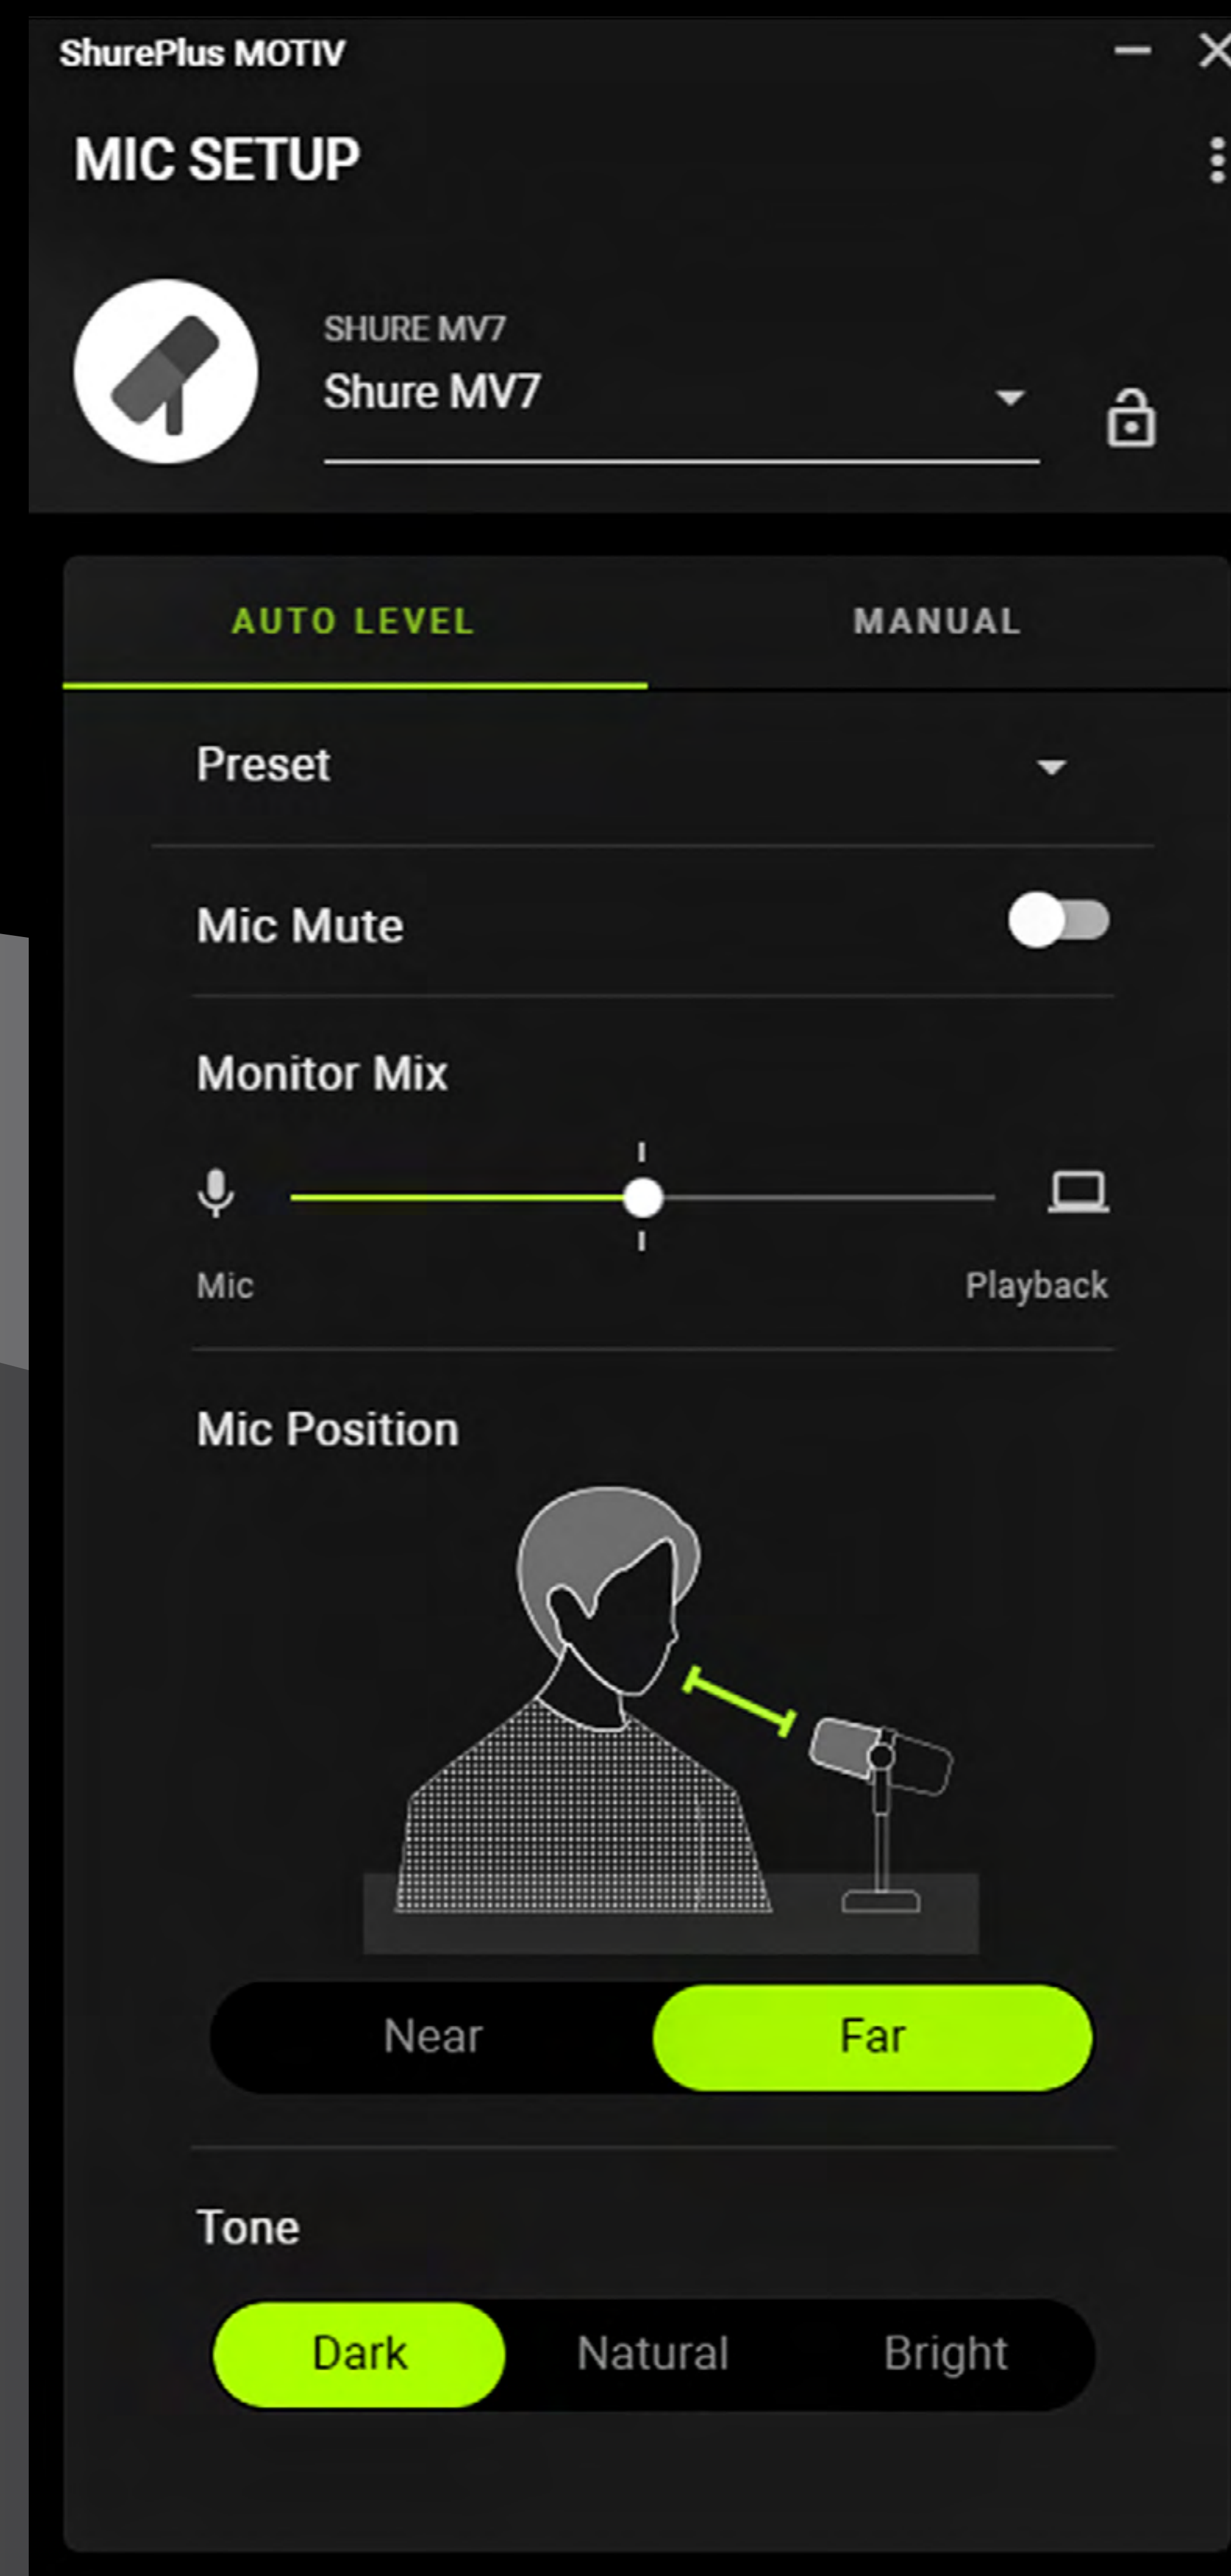 ShurePlus MOTIV
MIC SETUP
SHURE MV7
Shure MV7
AUTO LEVEL MANUAL
Preset
Mic Mute
Monitor Mix
Mic Playback
Mic Position
Near Far
Tone
Dark Natural Bright